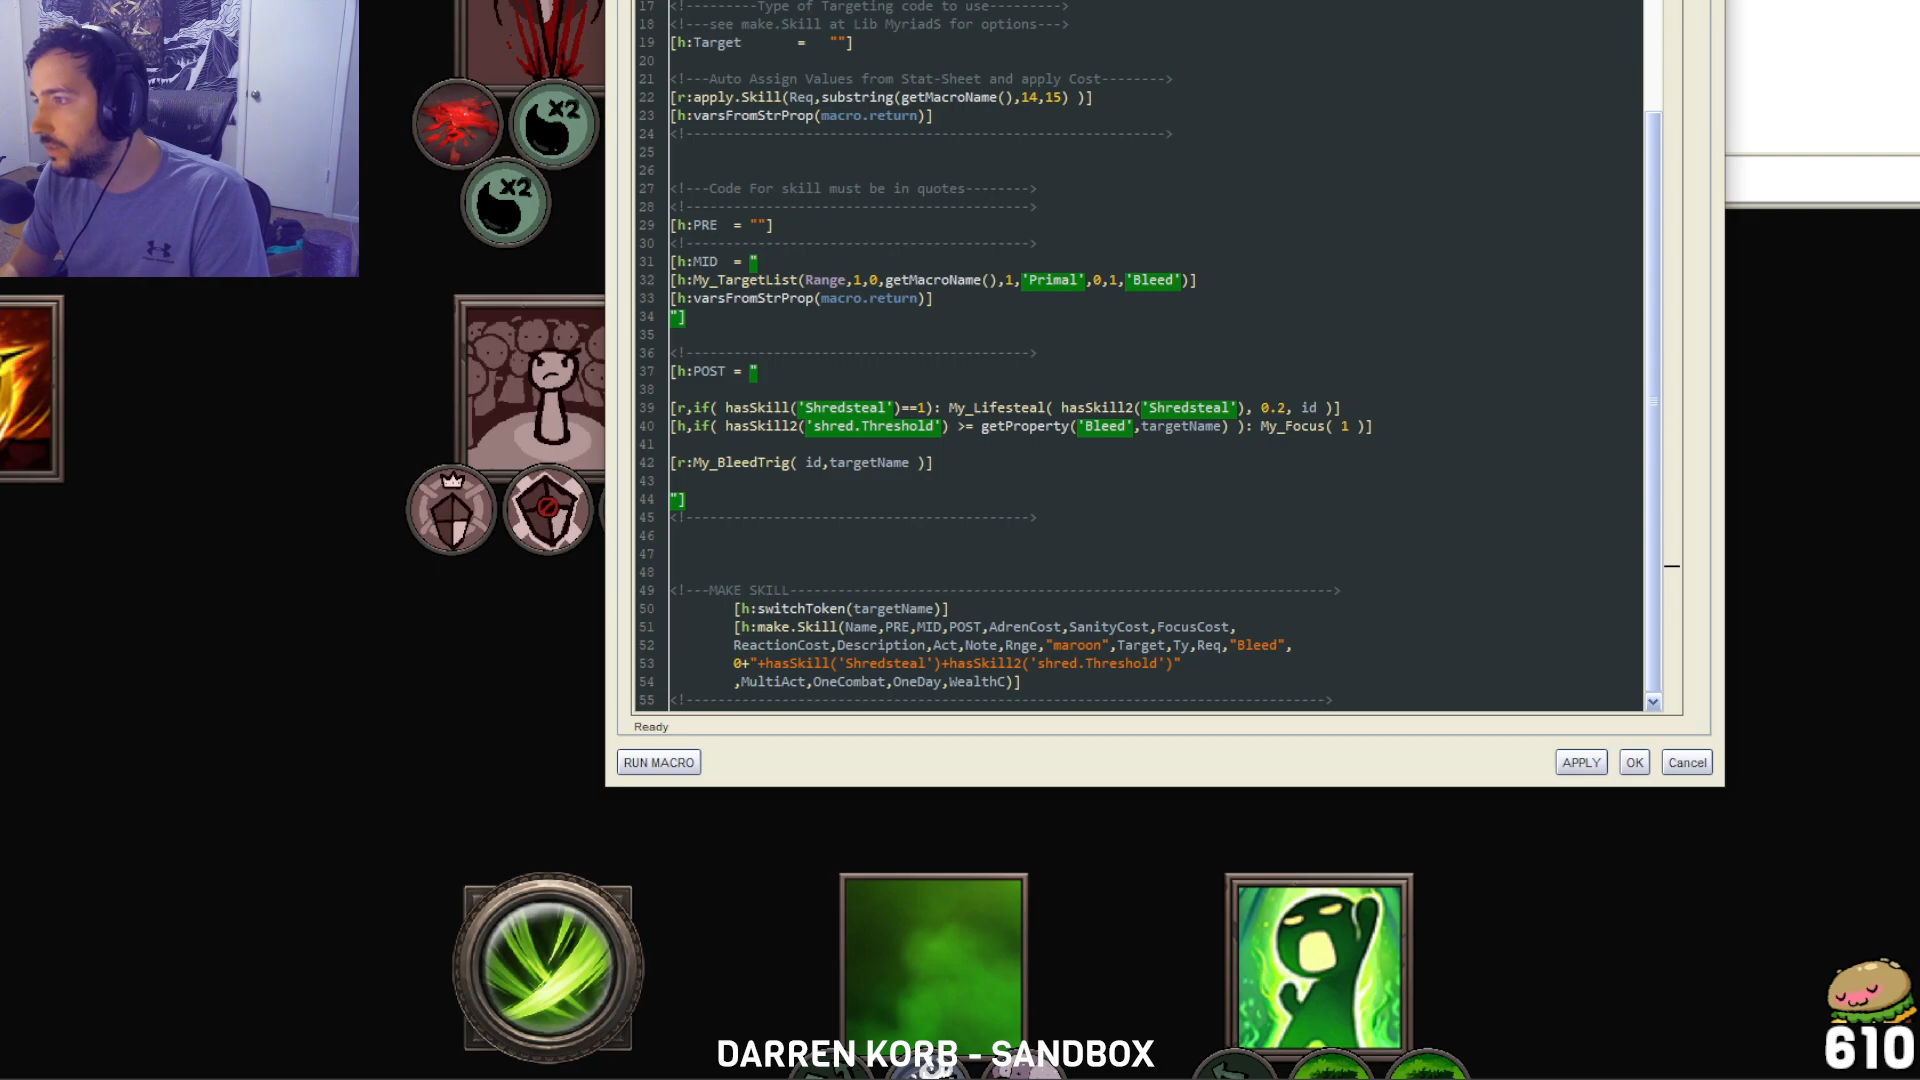 X2
X2
17 <!---------Type of Targeting code to use--------->
18 <!---see make.Skill at Lib MyriadS for options--->
19 [h:Target = ""]
20
21 <!---Auto Assign Values from Stat-Sheet and apply Cost-------->
22 [r:apply.Skill(Req,substring(getMacroName(),14,15) )]
23 [h:varsFromStrProp(macro.return)]
24 <!------------------------------------------------------------>
25
26
27 <!---Code For skill must be in quotes-------->
28 <!------------------------------------------->
29 [h:PRE = ""]
30 <!------------------------------------------->
31 [h:MID = "
32 [h:My_TargetList(Range,1,0,getMacroName(),1,'Primal',0,1,'Bleed')]
33 [h:varsFromStrProp(macro.return)]
34 "]
35
36 <!------------------------------------------->
37 [h:POST = "
38
39 [r,if( hasSkill('Shredsteal')==1): My_Lifesteal( hasSkill2('Shredsteal'), 0.2, id )]
40 [h,if( hasSkill2('shred.Threshold') >= getProperty('Bleed',targetName) ): My_Focus( 1 )]
41
42 [r:My_BleedTrig( id,targetName )]
43
44 "]
45 <!------------------------------------------->
46
47
48
49 <!---MAKE SKILL--------------------------------------------------------------------->
50 [h:switchToken(targetName)]
51 [h:make.Skill(Name,PRE,MID,POST,AdrenCost,SanityCost,FocusCost,
52 ReactionCost,Description,Act,Note,Rnge,"maroon",Target,Ty,Req,"Bleed",
53 0+"+hasSkill('Shredsteal')+hasSkill2('shred.Threshold')"
54 ,MultiAct,OneCombat,OneDay,WealthC)]
55 <!-------------------------------------------------------------------------------->
Ready
RUN MACRO
APPLY
OK
Cancel
DARREN KORB - SANDBOX
610